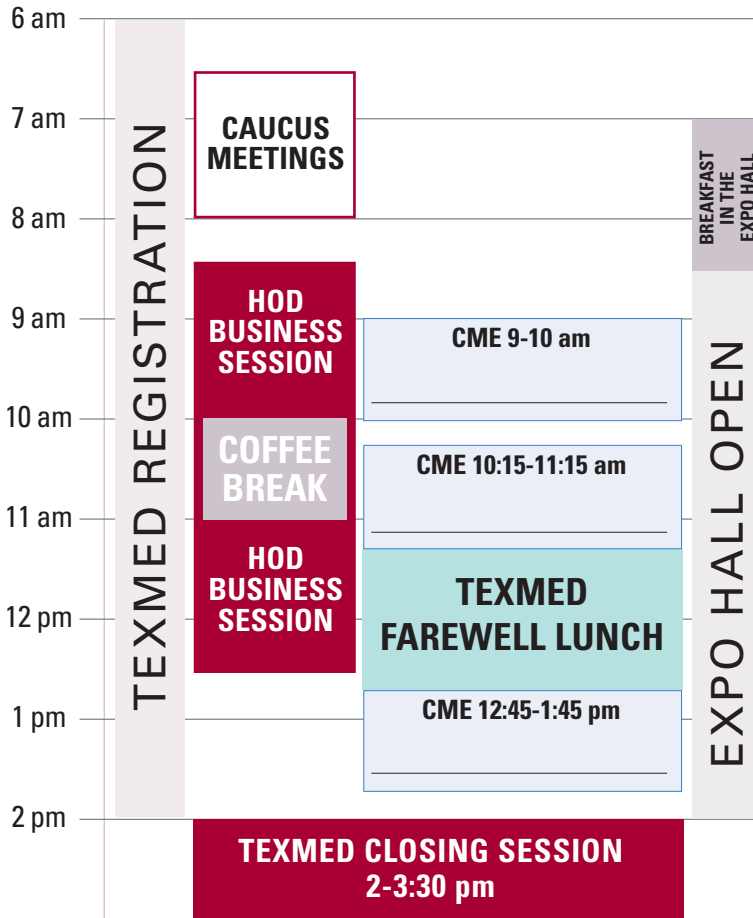 6 am
7 am
8 am
9 am
10 am
11 am
12 pm
1 pm
2 pm
TEXMED REGISTRATION
CAUCUS
MEETINGS
HOD
BUSINESS
SESSION
COFFEE
BREAK
HOD
BUSINESS
SESSION
CME 9-10 am
CME 10:15-11:15 am
TEXMED
FAREWELL LUNCH
CME 12:45-1:45 pm
BREAKFAST
IN THE
EXPO HALL
EXPO HALL OPEN
TEXMED CLOSING SESSION
2-3:30 pm